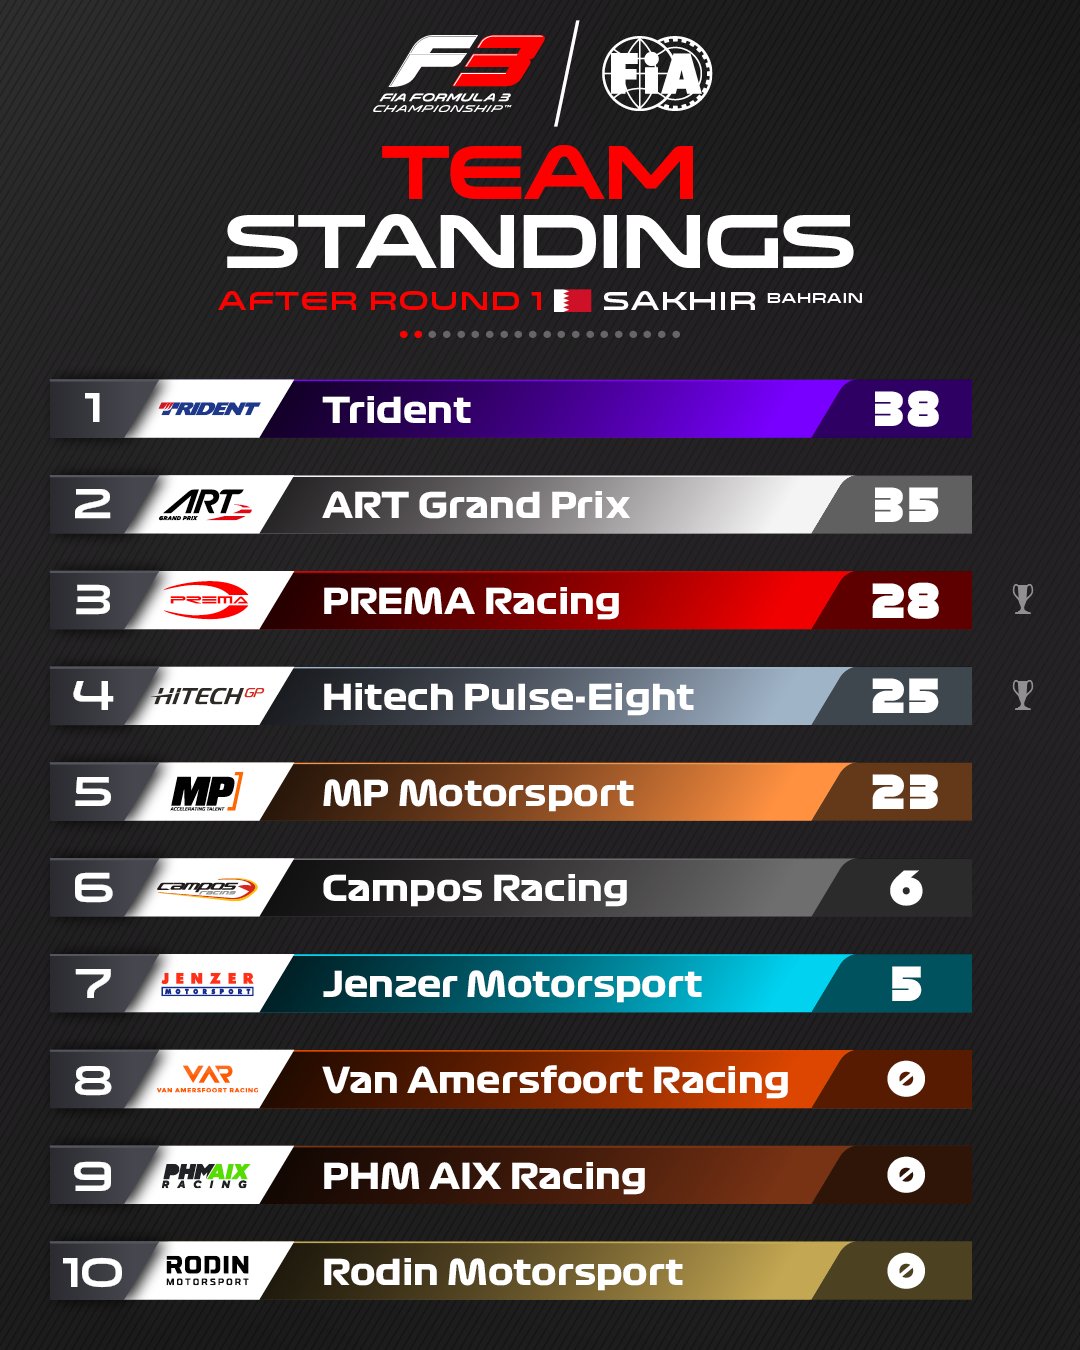 F3
FIA FORMULA 3
CHAMPIONSHIP™
FiA
TEAM
STANDINGS
AFTER ROUND 1 SAKHIR BAHRAIN
1 TRIDENT Trident 38
2 ART GRAND PRIX ART Grand Prix 35
3 PREMA PREMA Racing 28
4 HITECH GP Hitech Pulse-Eight 25
5 MP ACCELERATING TALENT MP Motorsport 23
6 campos racing Campos Racing 6
7 JENZER MOTORSPORT Jenzer Motorsport 5
8 VAR VAN AMERSFOORT RACING Van Amersfoort Racing 0
9 PHMAIX RACING PHM AIX Racing 0
10 RODIN MOTORSPORT Rodin Motorsport 0